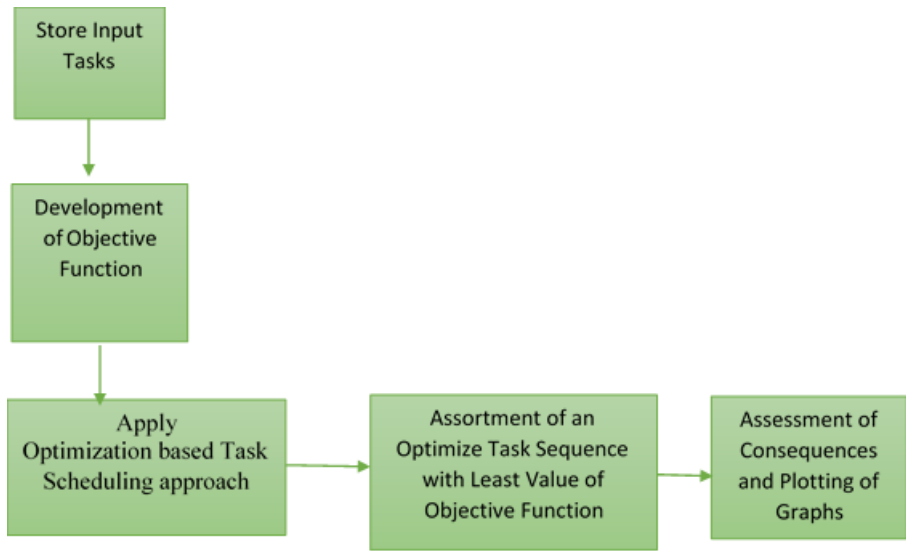 Store Input
Tasks
Development
of Objective
Function
Apply
Optimization based Task
Scheduling approach
Assortment of an
Optimize Task Sequence
with Least Value of
Objective Function
Assessment of
Consequences
and Plotting of
Graphs